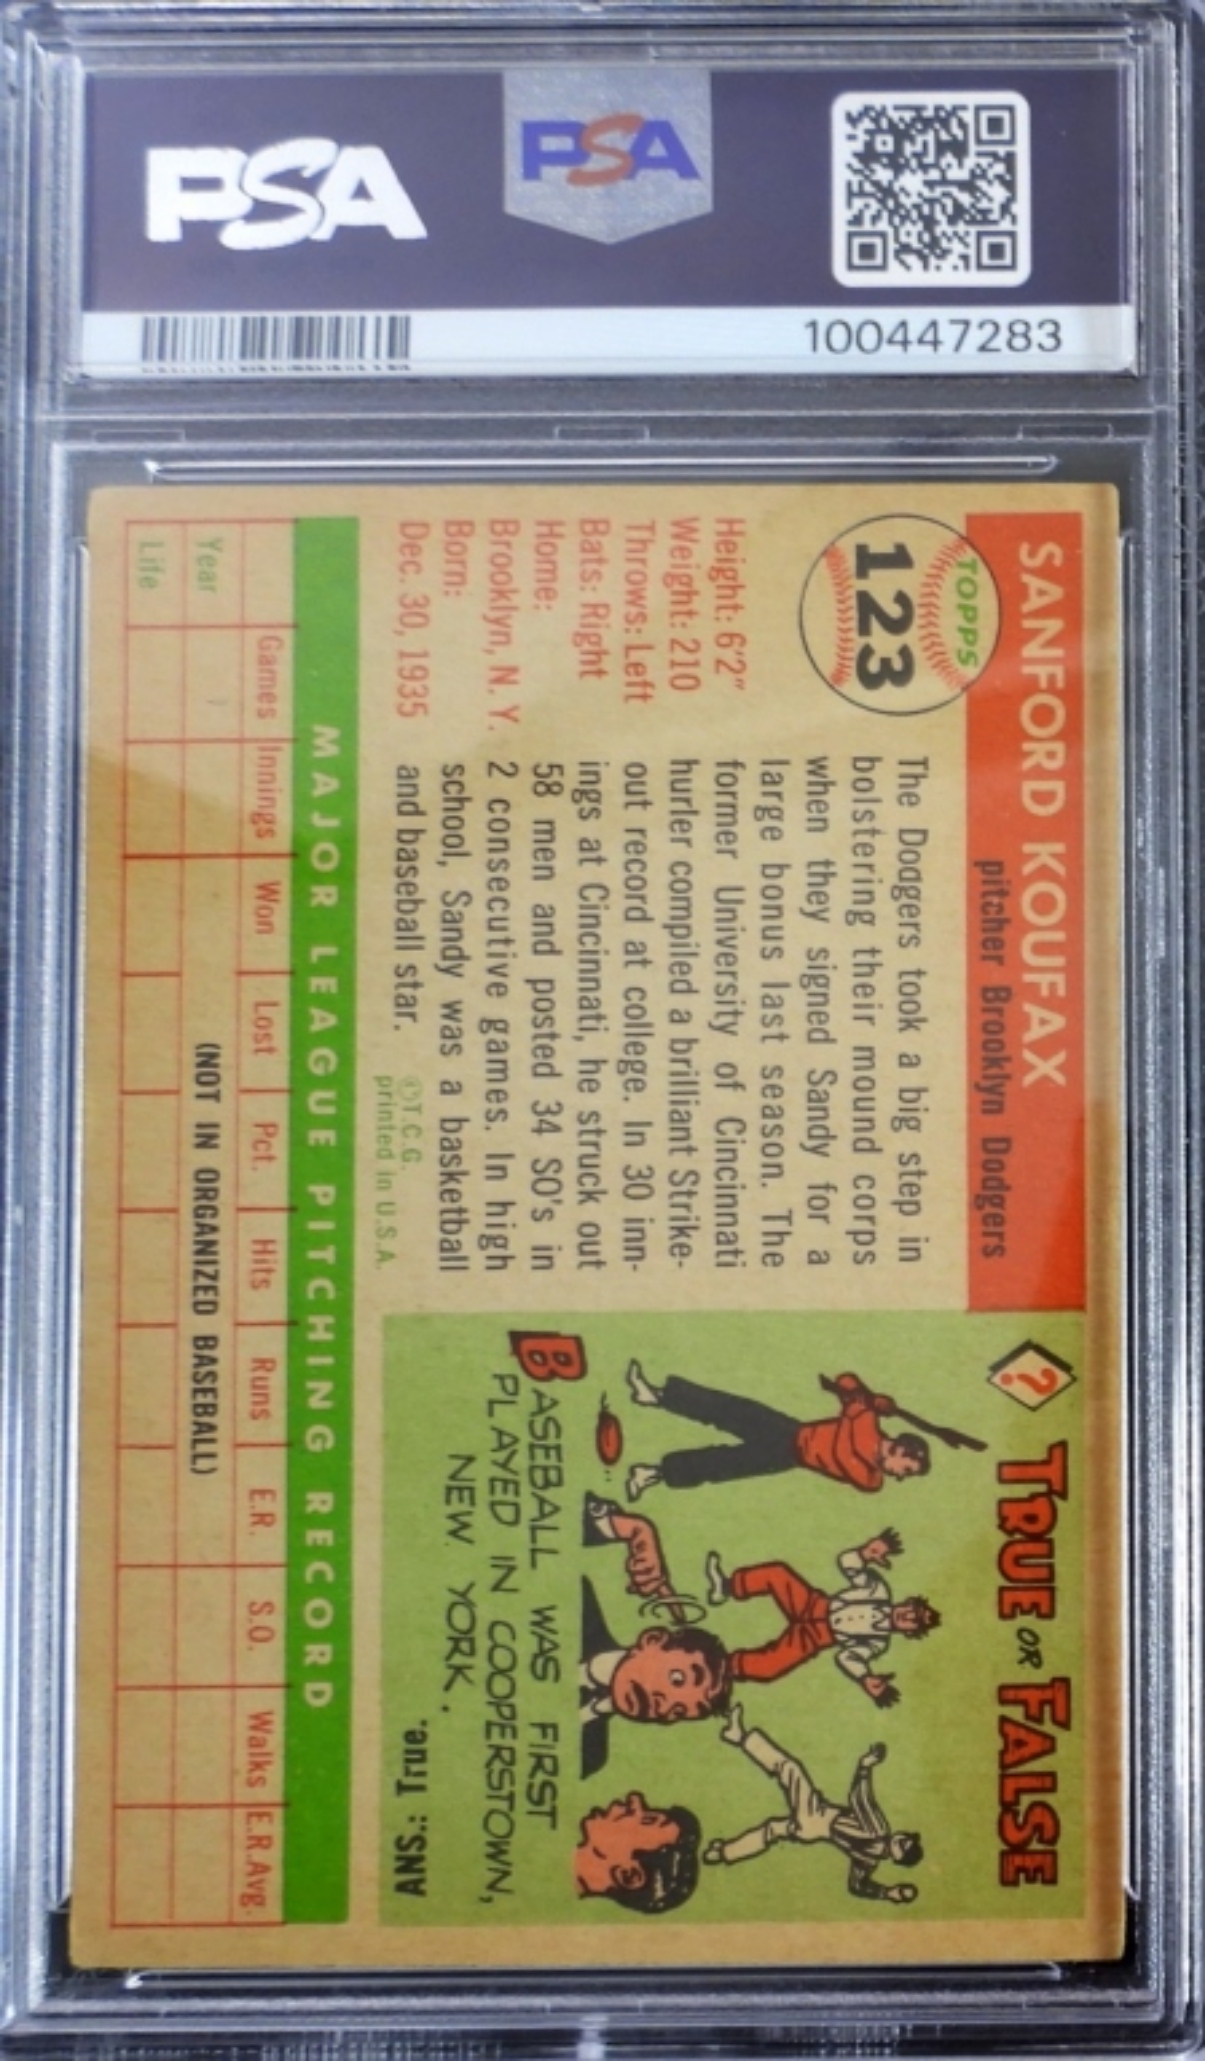 PSA
PSA
100447283
SANFORD KOUFAX
pitcher Brooklyn Dodgers
TOPPS
123
Height: 6'2"
Weight: 210
Throws: Left
Bats: Right
Home:
Brooklyn, N. Y.
Born:
Dec. 30, 1935
The Dodgers took a big step in
bolstering their mound corps
when they signed Sandy for a
large bonus last season. The
former University of Cincinnati
hurler compiled a brilliant Strike-
out record at college. In 30 inn-
ings at Cincinnati, he struck out
58 men and posted 34 SO's in
2 consecutive games. In high
school, Sandy was a basketball
and baseball star.
©T.C.G.
printed in U.S.A.
?
TRUE OR FALSE
BASEBALL WAS FIRST
PLAYED IN COOPERSTOWN,
NEW YORK.
ANS.: True.
MAJOR LEAGUE PITCHING RECORD
Games Innings Won Lost Pct. Hits Runs E.R. S.O. Walks E.R.Avg.
Year (NOT IN ORGANIZED BASEBALL)
Life